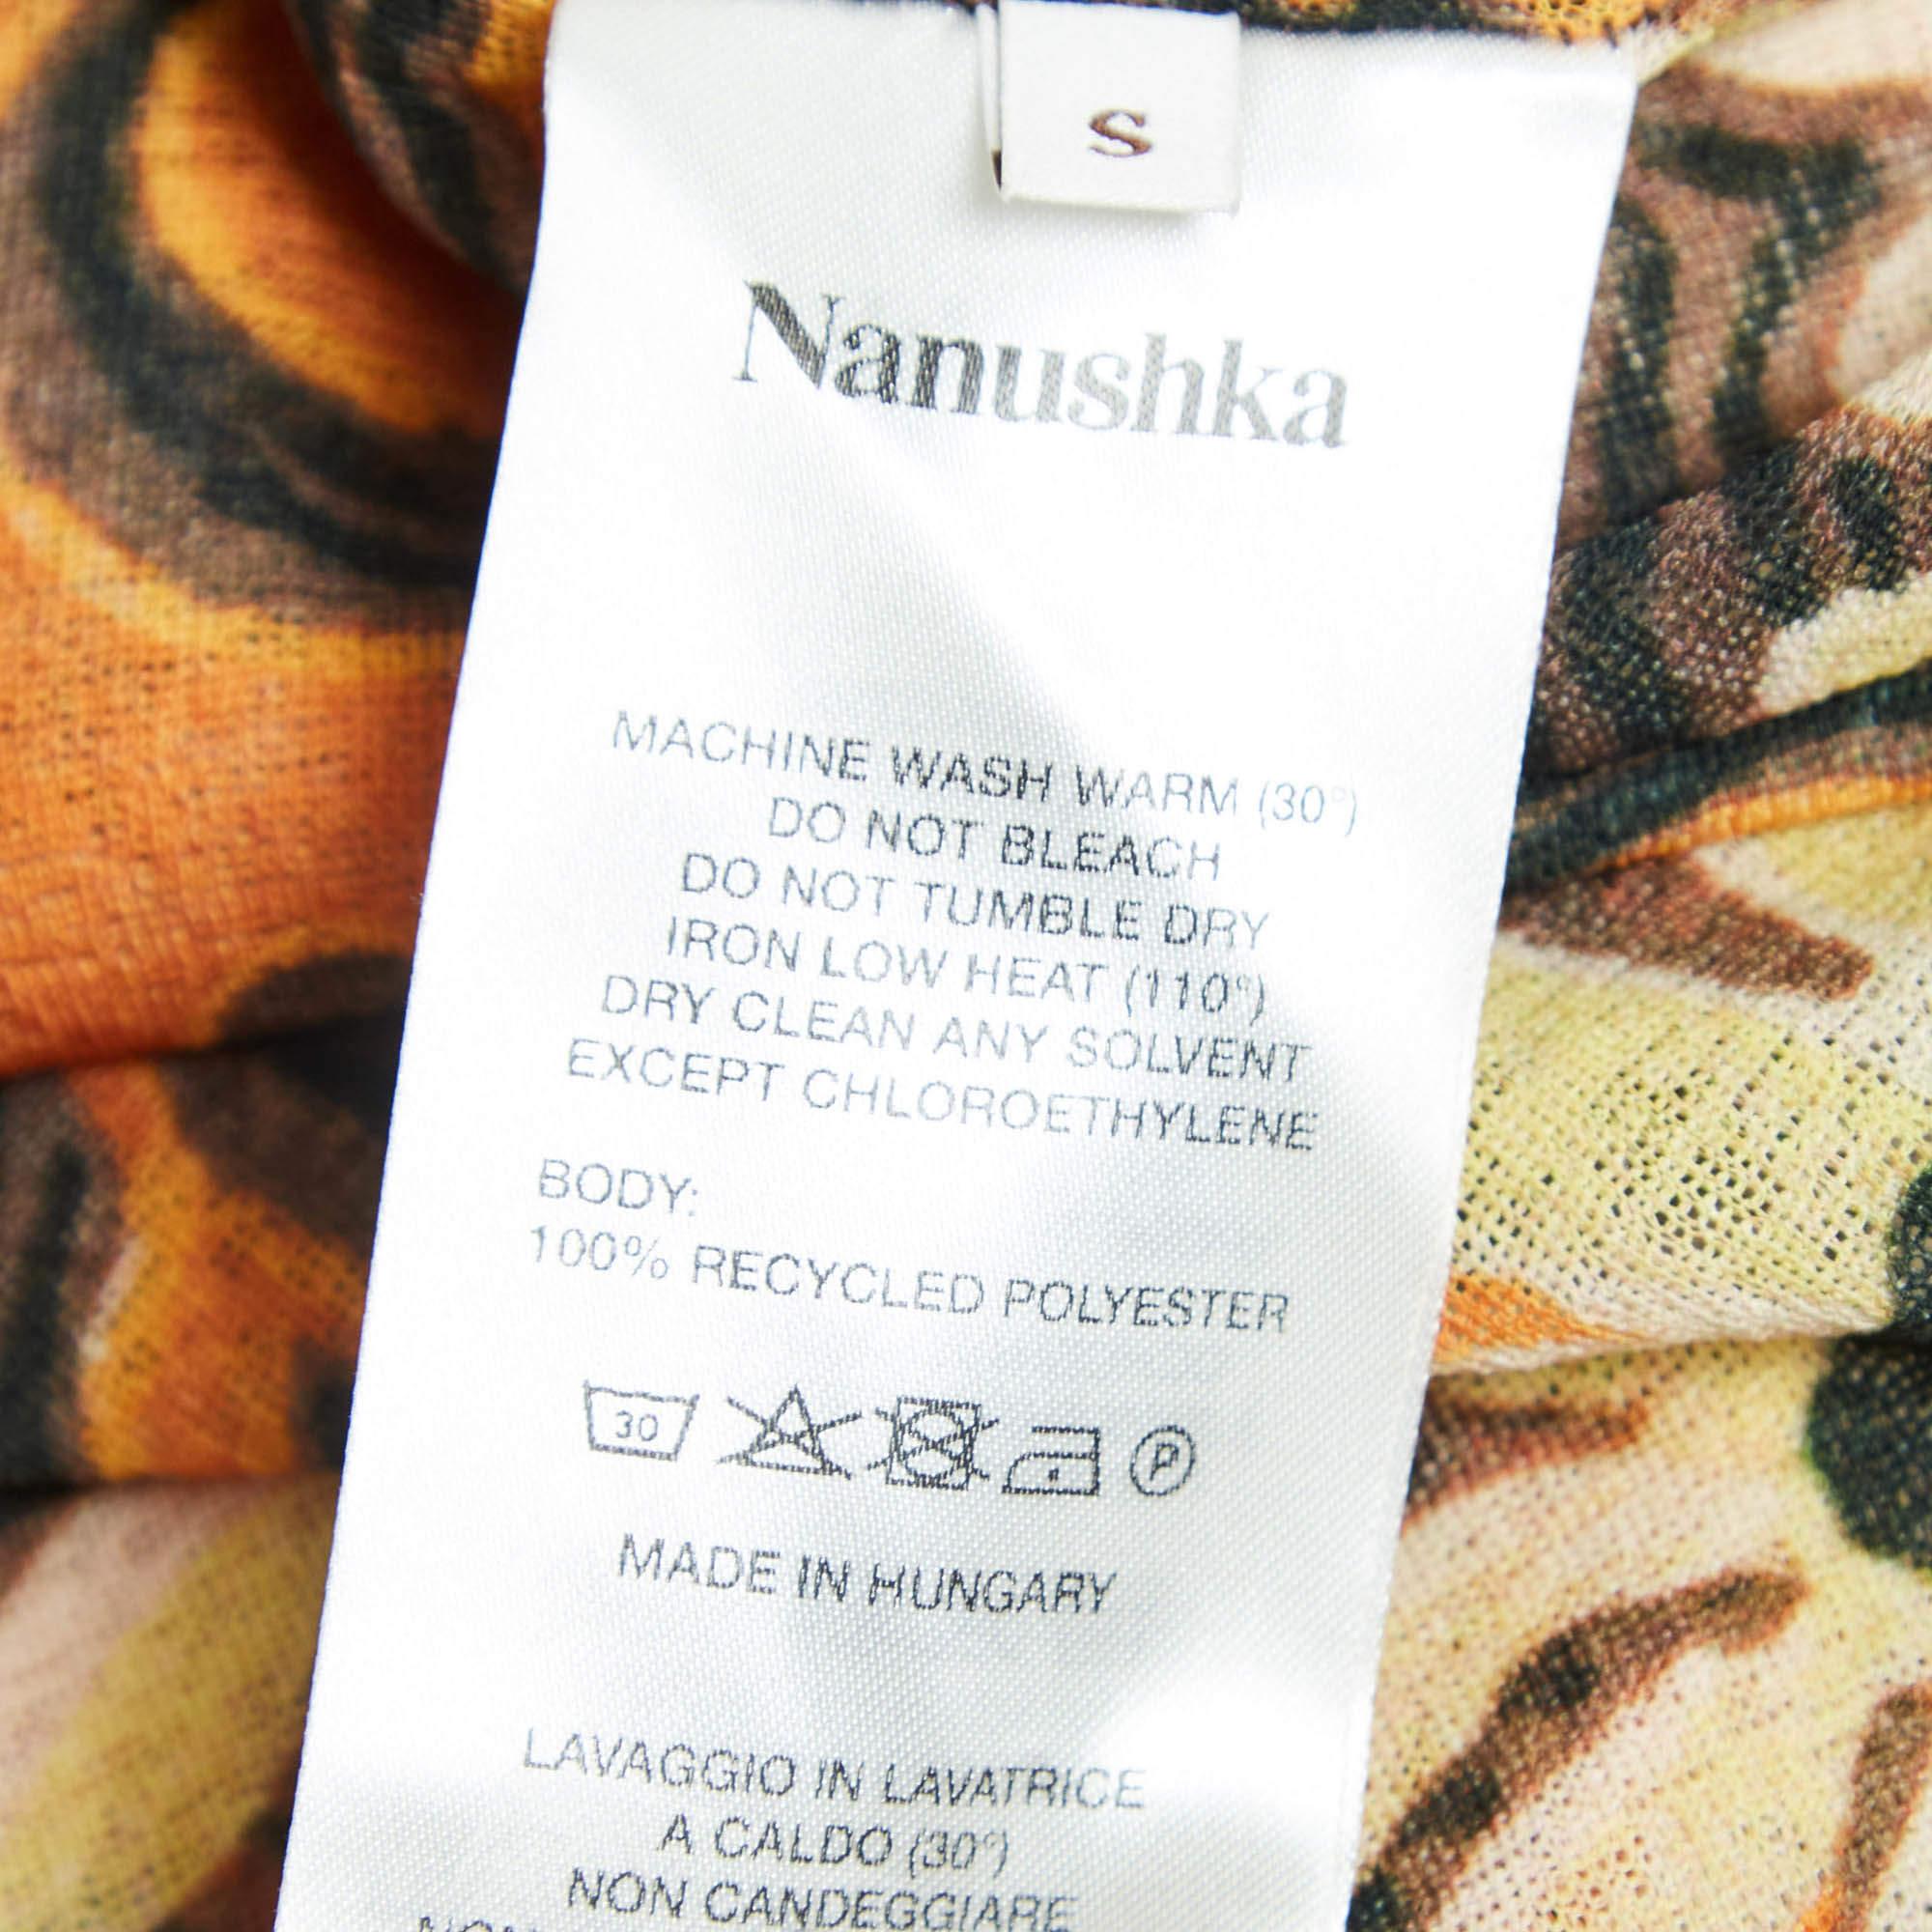 S
Nanushka
MACHINE WASH WARM (30°)
DO NOT BLEACH
DO NOT TUMBLE DRY
IRON LOW HEAT (110°)
DRY CLEAN ANY SOLVENT
EXCEPT CHLOROETHYLENE
BODY:
100% RECYCLED POLYESTER
30
P
MADE IN HUNGARY
LAVAGGIO IN LAVATRICE
A CALDO (30°)
NON CANDEGGIARE